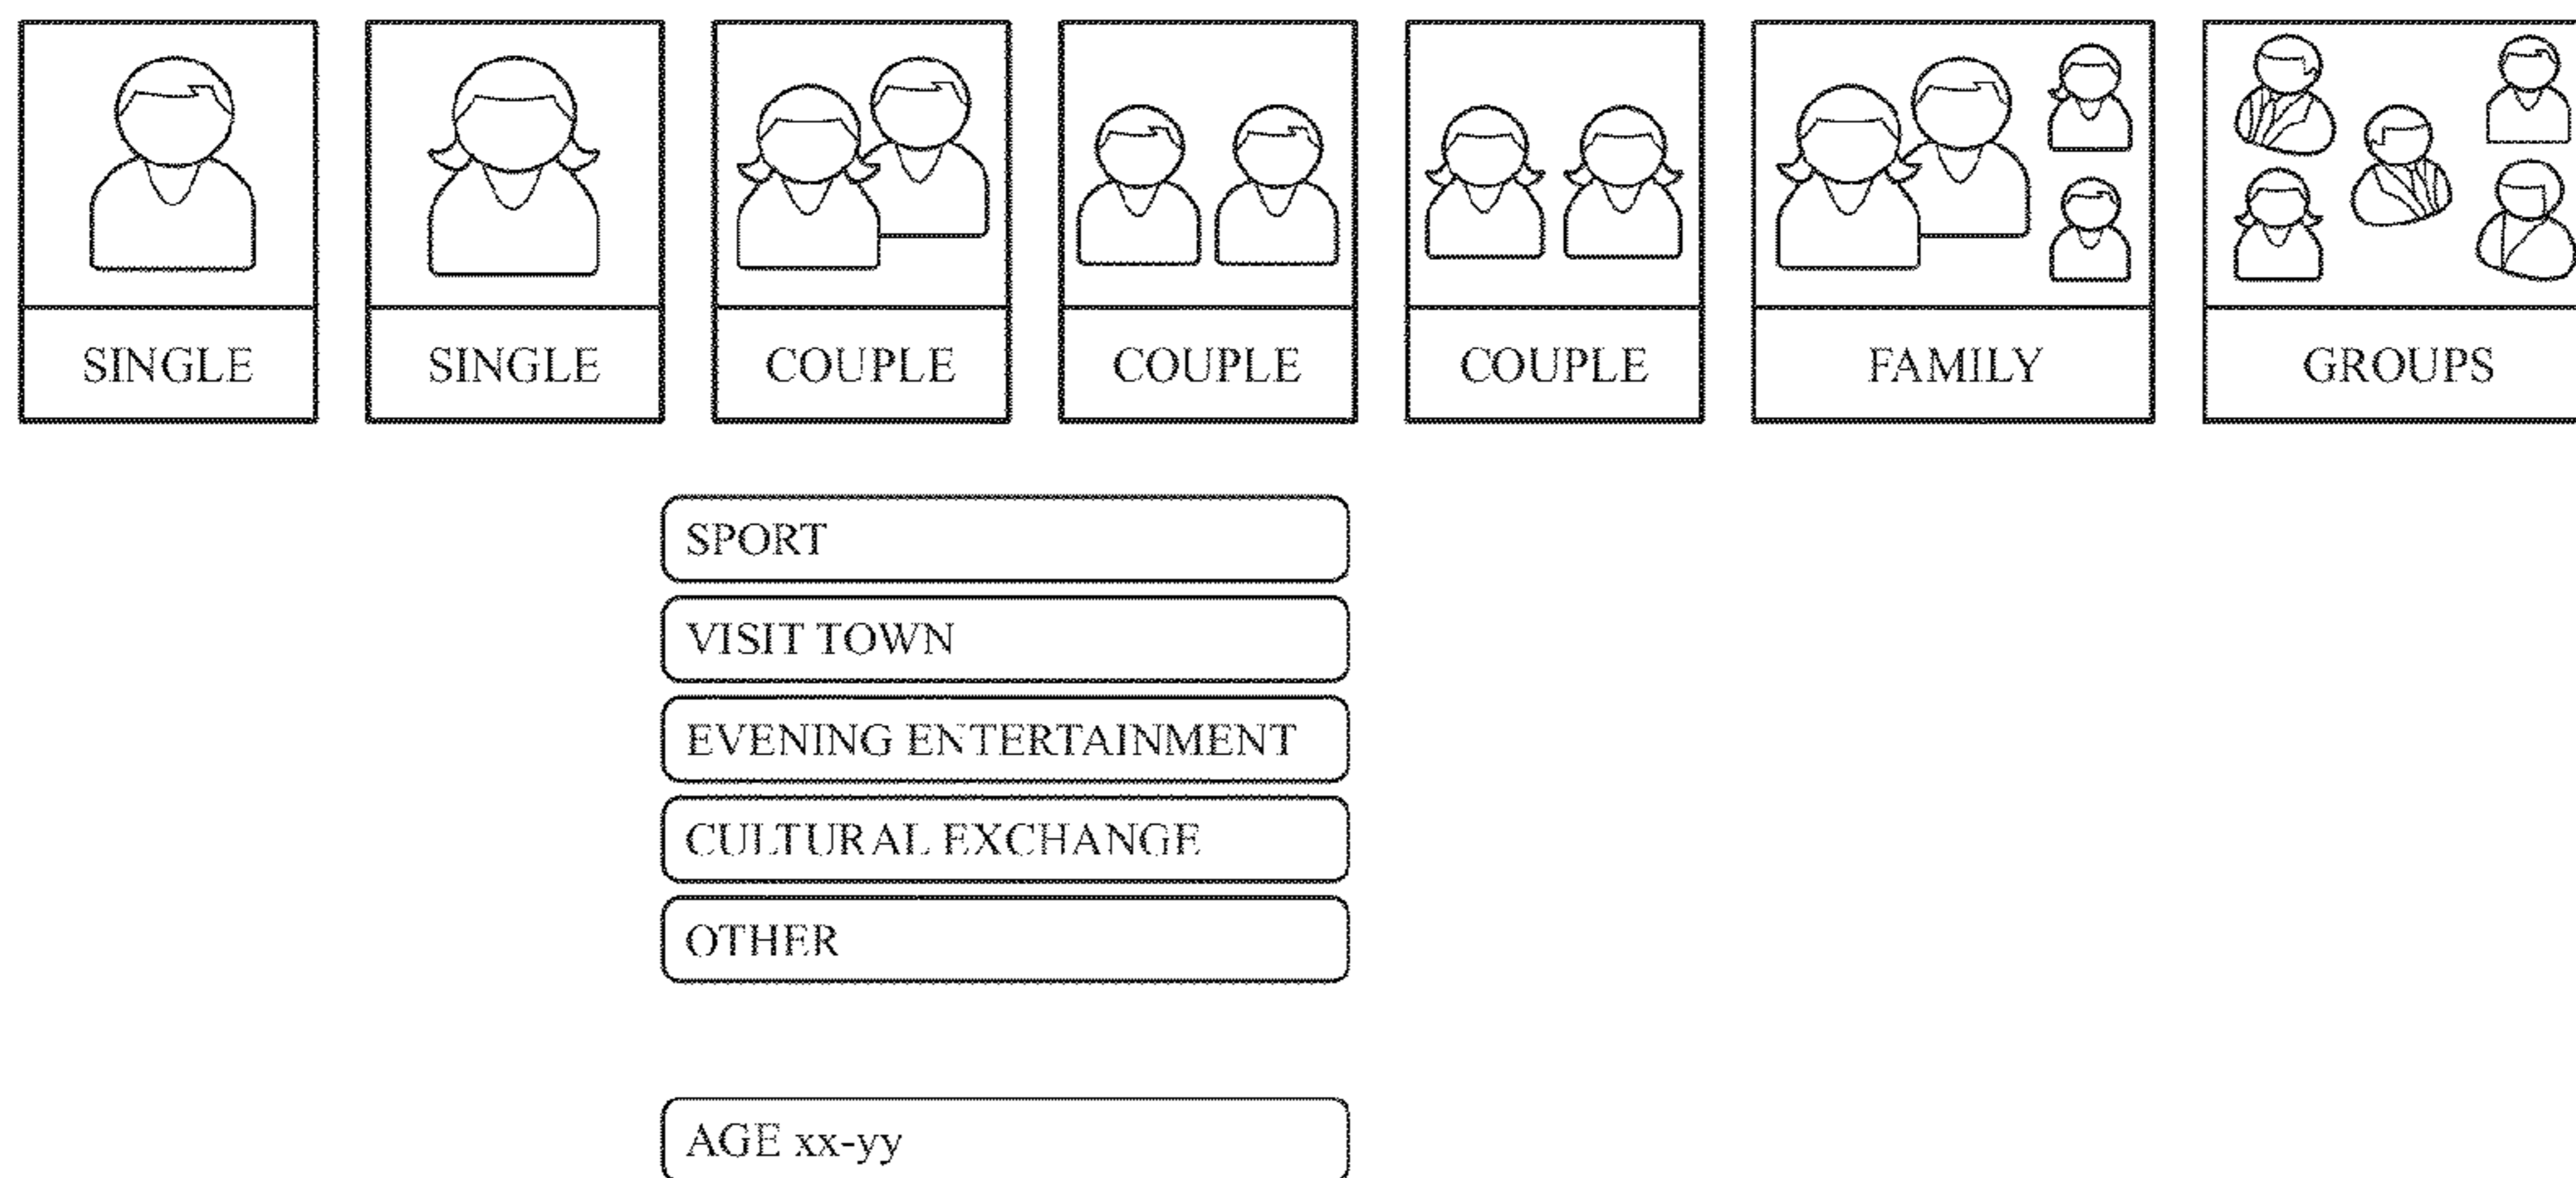 SINGLE SINGLE COUPLE COUPLE COUPLE FAMILY GROUPS
SPORT
VISIT TOWN
EVENING ENTERTAINMENT
CULTURAL EXCHANGE
OTHER
AGE xx-yy